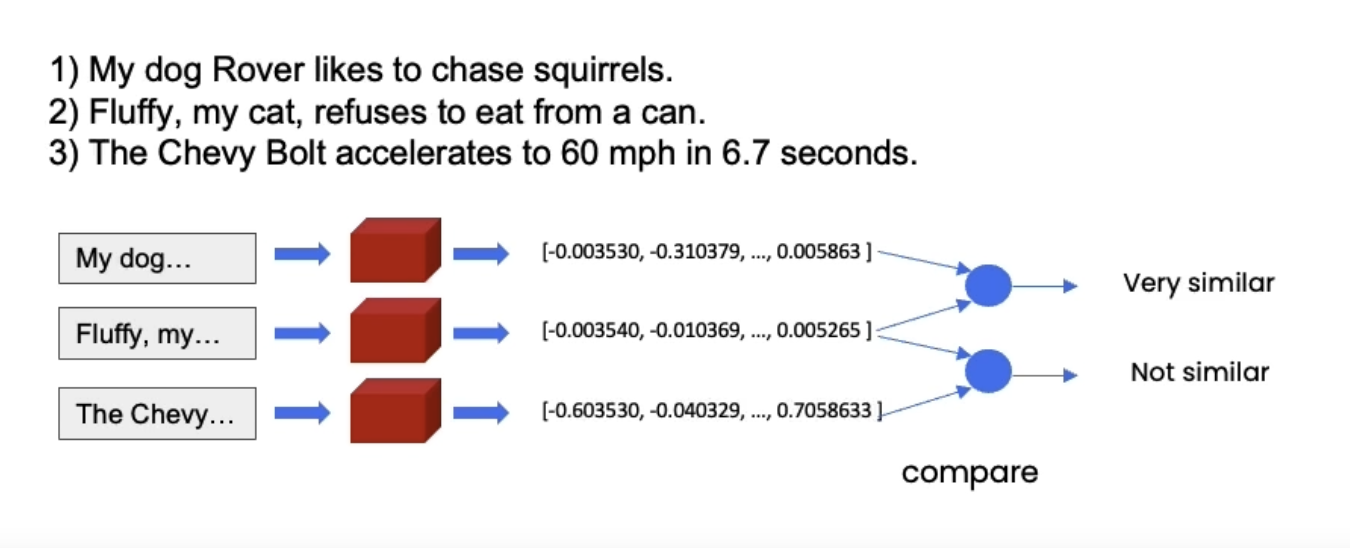 1) My dog Rover likes to chase squirrels.
2) Fluffy, my cat, refuses to eat from a can.
3) The Chevy Bolt accelerates to 60 mph in 6.7 seconds.
My dog...
[-0.003530, -0.310379, ..., 0.005863 ]
Very similar
Fluffy, my...
[-0.003540, -0.010369, ..., 0.005265 ]
Not similar
The Chevy...
[-0.603530, -0.040329, ..., 0.7058633 ]
compare